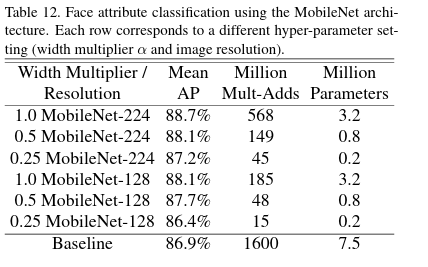 Table 12. Face attribute classification using the MobileNet archi-
tecture. Each row corresponds to a different hyper-parameter set-
ting (width multiplier α and image resolution).
Width Multiplier / Mean Million Million
Resolution AP Mult-Adds Parameters
1.0 MobileNet-224 88.7% 568 3.2
0.5 MobileNet-224 88.1% 149 0.8
0.25 MobileNet-224 87.2% 45 0.2
1.0 MobileNet-128 88.1% 185 3.2
0.5 MobileNet-128 87.7% 48 0.8
0.25 MobileNet-128 86.4% 15 0.2
Baseline 86.9% 1600 7.5